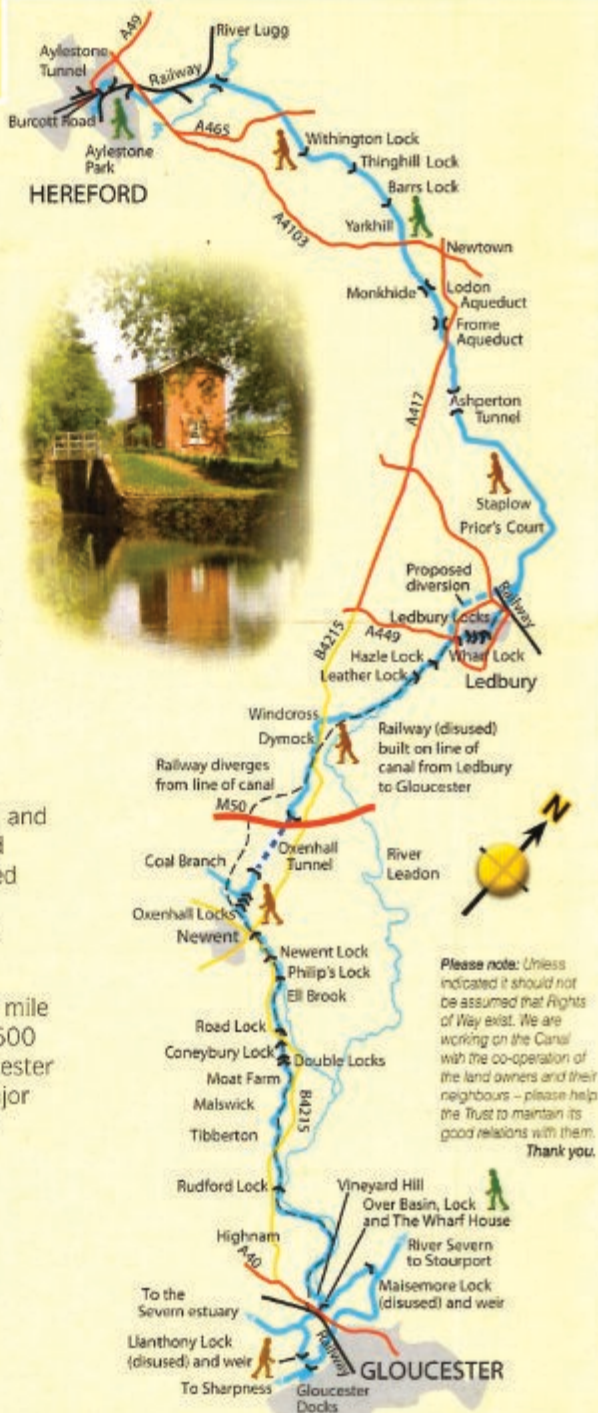 A49
River Lugg
Aylestone
Tunnel
Railway
Burcott Road
A465
Aylestone
Park
HEREFORD
Withington Lock
Thinghill Lock
Barrs Lock
Yarkhill
A4103
Newtown
Monkhide
Lodon
Aqueduct
Frome
Aqueduct
A417
Ashperton
Tunnel
Staplow
Prior's Court
Proposed
diversion
Railway
Ledbury Locks
B4215
A449
Hazle Lock
Wharf Lock
Leather Lock
Ledbury
Windcross
Dymock
Railway (disused)
built on line of
canal from Ledbury
to Gloucester
Railway diverges
from line of canal
M50
and
Oxenhall
Tunnel
Coal Branch
River
Leadon
N
Oxenhall Locks
Newent
Newent Lock
Philip's Lock
Ell Brook
Please note: Unless
indicated it should not
be assumed that Rights
of Way exist. We are
working on the Canal
with the co-operation of
the land owners and their
neighbours – please help
the Trust to maintain its
good relations with them.
Thank you.
mile
Road Lock
Coneybury Lock
Double Locks
Moat Farm
Malswick
B4215
Tibberton
Rudford Lock
Vineyard Hill
Over Basin, Lock
and The Wharf House
Highnam
A40
River Severn
to Stourport
Maisemore Lock
(disused) and weir
To the
Severn estuary
Llanthony Lock
(disused) and weir
Railway
GLOUCESTER
To Sharpness
Gloucester
Docks